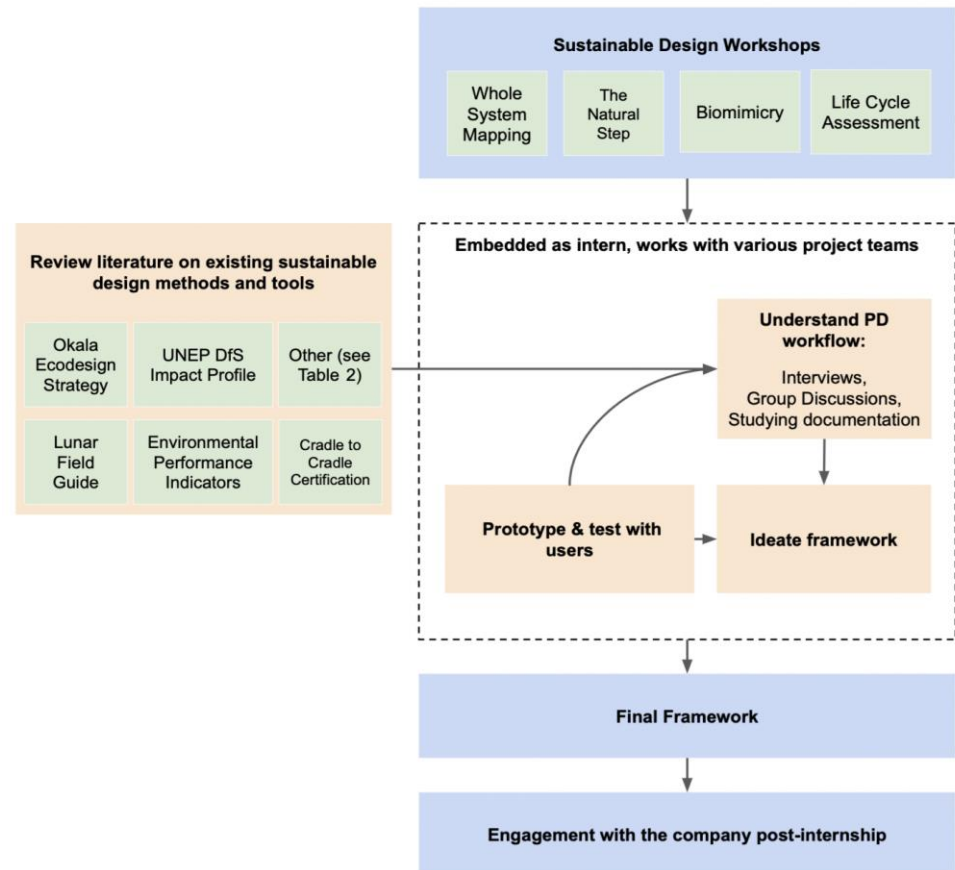 Sustainable Design Workshops
Whole
System
Mapping
The
Natural
Step
Biomimicry
Life Cycle
Assessment
Review literature on existing sustainable
design methods and tools
Okala
Ecodesign
Strategy
UNEP DfS
Impact Profile
Other (see
Table 2)
Lunar
Field
Guide
Environmental
Performance
Indicators
Cradle to
Cradle
Certification
Embedded as intern, works with various project teams
Understand PD
workflow:
Interviews,
Group Discussions,
Studying documentation
Prototype & test with
users
Ideate framework
Final Framework
Engagement with the company post-internship